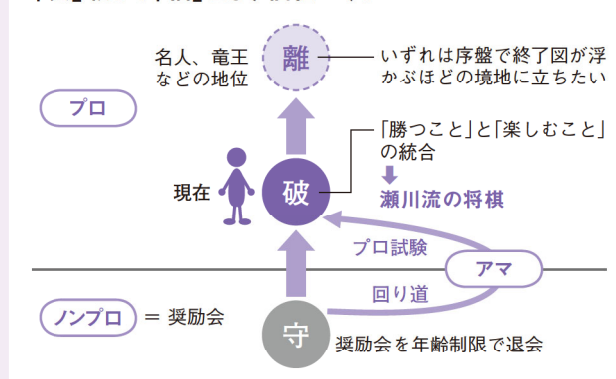 名人、竜王
などの地位
離
いずれは序盤で終了図が浮
かぶほどの境地に立ちたい
プロ
「勝つこと」と「楽しむこと」
の統合
現在
破
瀬川流の将棋
プロ試験
アマ
回り道
ノンプロ
= 奨励会
守
奨励会を年齢制限で退会